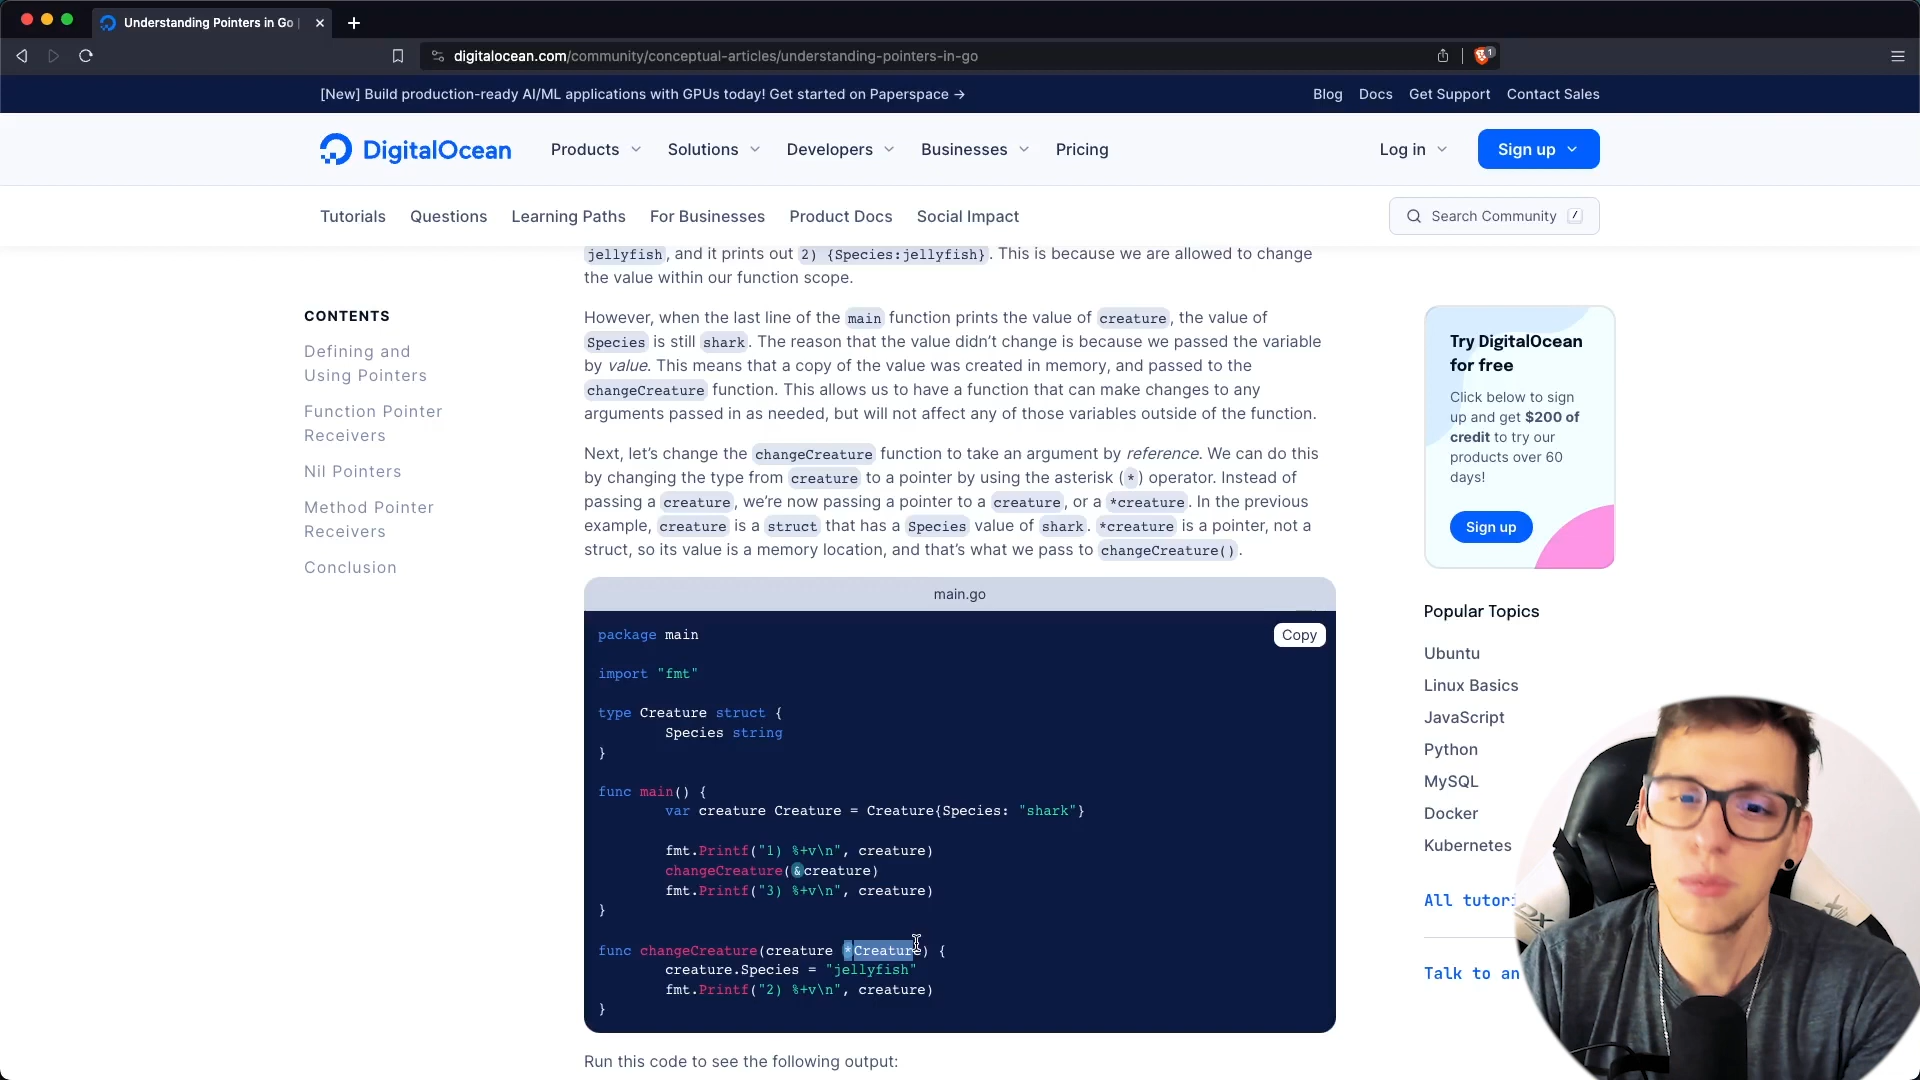 Understanding Pointers in Go |
digitalocean.com/community/conceptual-articles/understanding-pointers-in-go
1
[New] Build production-ready AI/ML applications with GPUs today! Get started on Paperspace →
Blog Docs Get Support Contact Sales
DigitalOcean
Products Solutions Developers Businesses Pricing
Log in Sign up
Tutorials Questions Learning Paths For Businesses Product Docs Social Impact
Search Community /
jellyfish, and it prints out 2) {Species:jellyfish}. This is because we are allowed to change
the value within our function scope.
CONTENTS
Defining and
Using Pointers
Function Pointer
Receivers
Nil Pointers
Method Pointer
Receivers
Conclusion
However, when the last line of the main function prints the value of creature, the value of
Species is still shark. The reason that the value didn’t change is because we passed the variable
by value. This means that a copy of the value was created in memory, and passed to the
changeCreature function. This allows us to have a function that can make changes to any
arguments passed in as needed, but will not affect any of those variables outside of the function.
Next, let’s change the changeCreature function to take an argument by reference. We can do this
by changing the type from creature to a pointer by using the asterisk (*) operator. Instead of
passing a creature, we’re now passing a pointer to a creature, or a *creature. In the previous
example, creature is a struct that has a Species value of shark. *creature is a pointer, not a
struct, so its value is a memory location, and that’s what we pass to changeCreature().
main.go
Copy
package main
import "fmt"
type Creature struct {
Species string
}
func main() {
var creature Creature = Creature{Species: "shark"}
fmt.Printf("1) %+v\n", creature)
changeCreature(&creature)
fmt.Printf("3) %+v\n", creature)
}
func changeCreature(creature *Creature) {
creature.Species = "jellyfish"
fmt.Printf("2) %+v\n", creature)
}
Run this code to see the following output:
Try DigitalOcean
for free
Click below to sign
up and get $200 of
credit to try our
products over 60
days!
Sign up
Popular Topics
Ubuntu
Linux Basics
JavaScript
Python
MySQL
Docker
Kubernetes
All
Talk to an